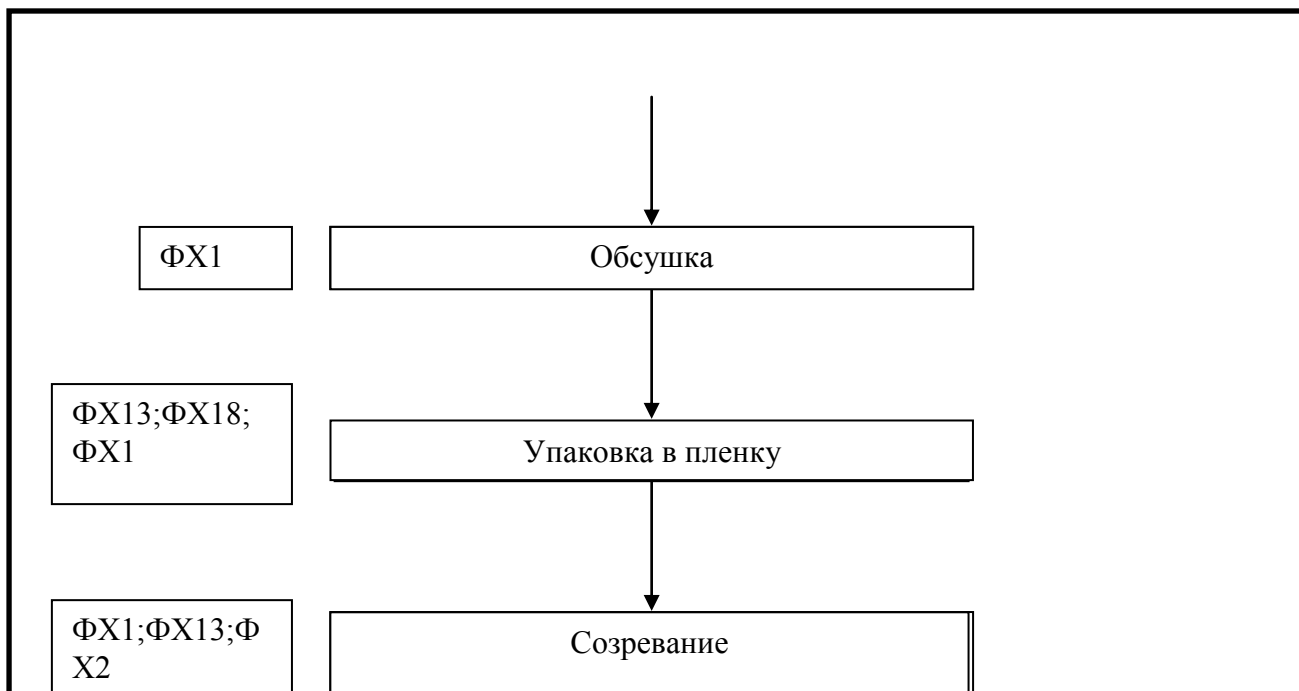 ФХ1
Обсушка
ФХ13;ФХ18;
ФХ1
Упаковка в пленку
ФХ1;ФХ13;Ф
Х2
Созревание